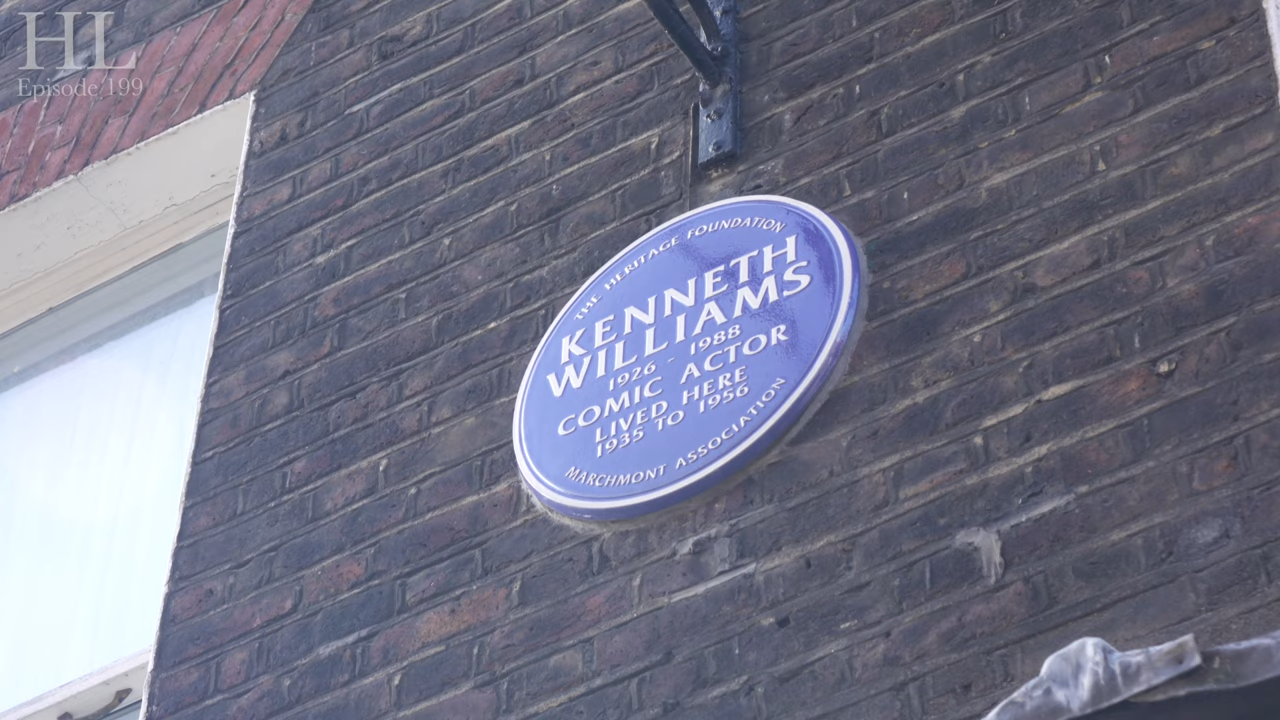 HL
Episode 199
THE HERITAGE FOUNDATION
KENNETH
WILLIAMS
1926 - 1988
COMIC ACTOR
LIVED HERE
1935 TO 1956
MARCHMONT ASSOCIATION